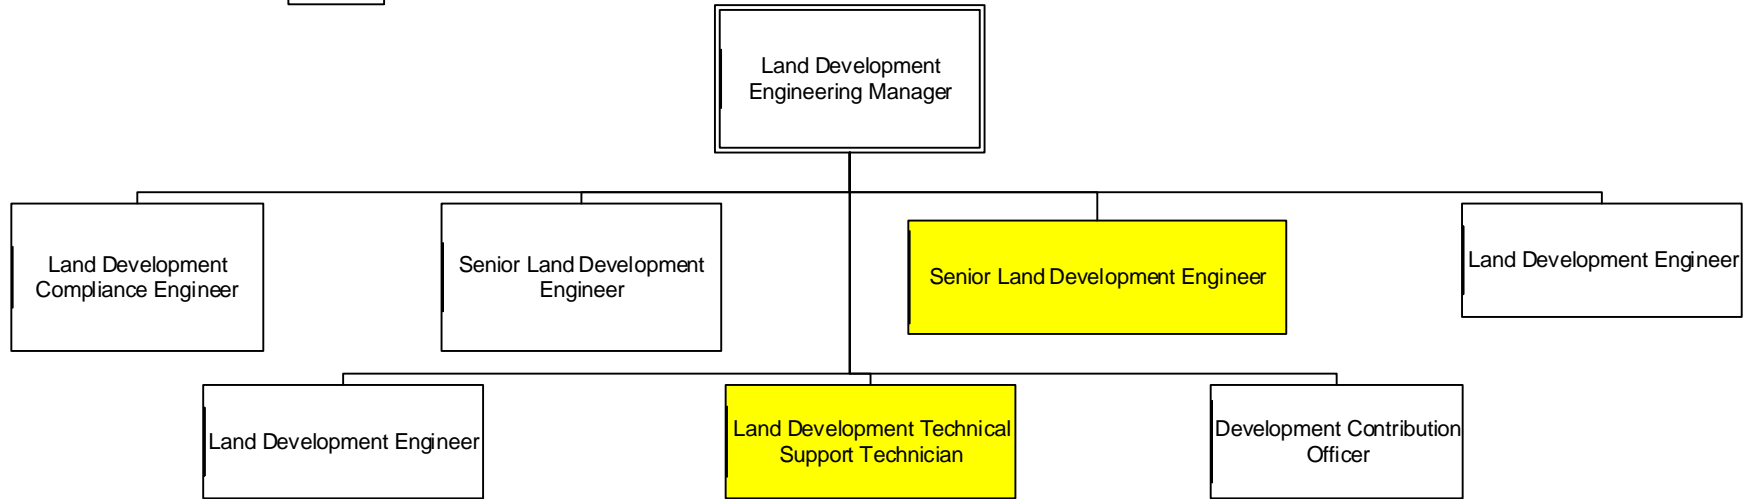 Land Development
Engineering Manager
Land Development
Compliance Engineer
Senior Land Development
Engineer
Senior Land Development Engineer
Land Development Engineer
Land Development Engineer
Land Development Technical
Support Technician
Development Contribution
Officer